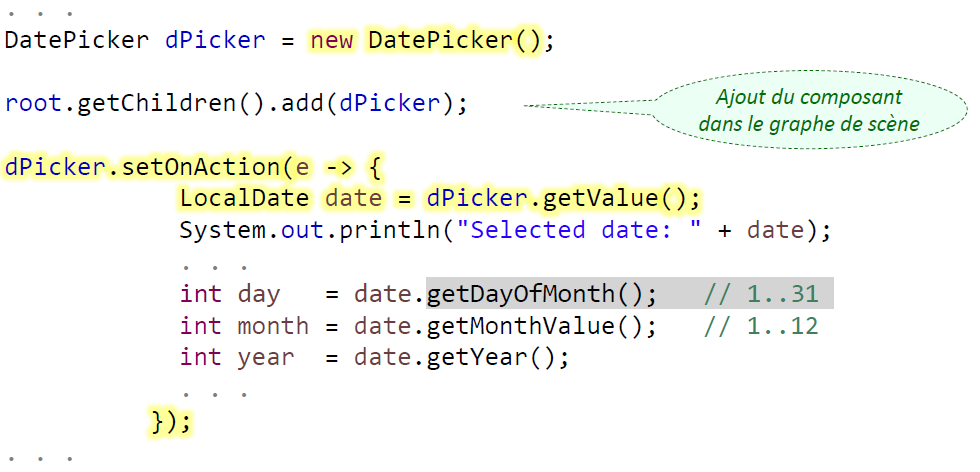 . . .
DatePicker dPicker = new DatePicker();
root.getChildren().add(dPicker);
Ajout du composant
dans le graphe de scène
dPicker.setOnAction(e -> {
LocalDate date = dPicker.getValue();
System.out.println("Selected date: " + date);
. . .
int day   = date.getDayOfMonth();   // 1..31
int month = date.getMonthValue();   // 1..12
int year  = date.getYear();
. . .
});
. . .